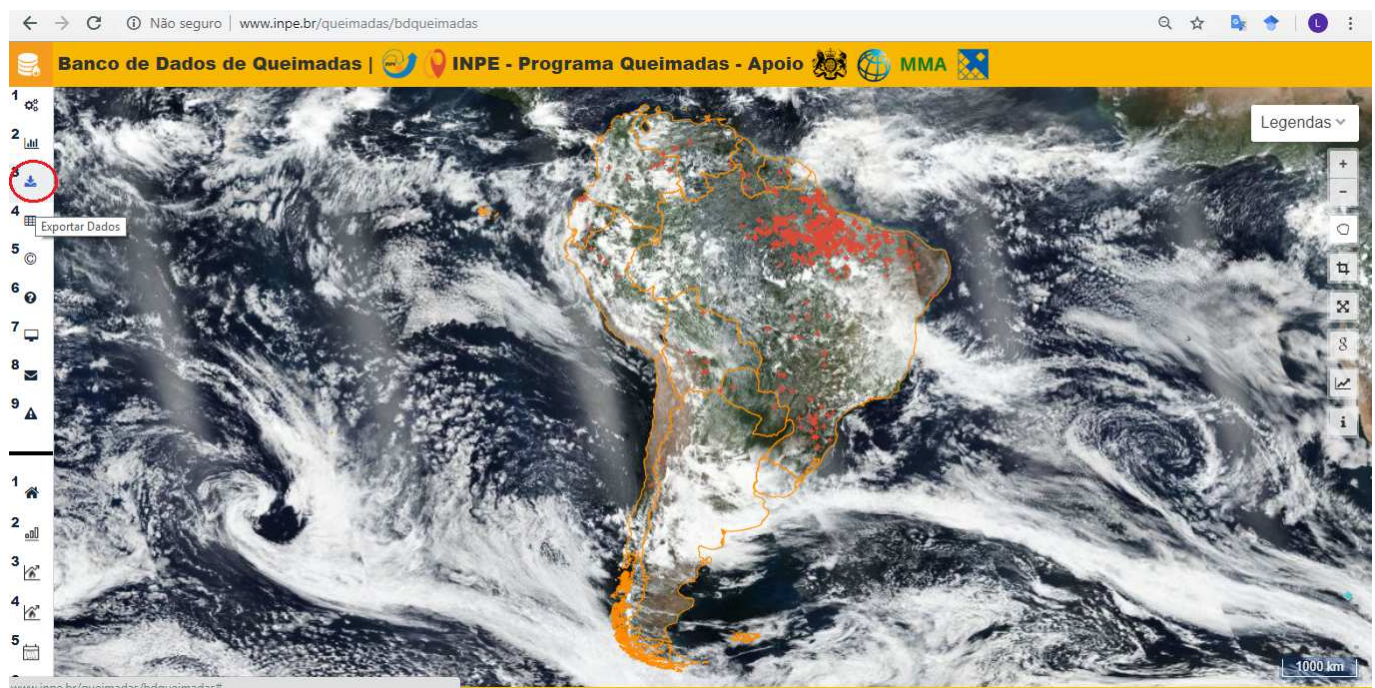 Não seguro | www.inpe.br/queimadas/bdqueimadas
L
Banco de Dados de Queimadas | INPE - Programa Queimadas - Apoio MMA
1
2
3
4
Exportar Dados
5
6
7
8
9
1
2
3
4
5
Legendas
+
-
8
i
1000 km
www.inpe.br/queimadas/bdqueimadas#